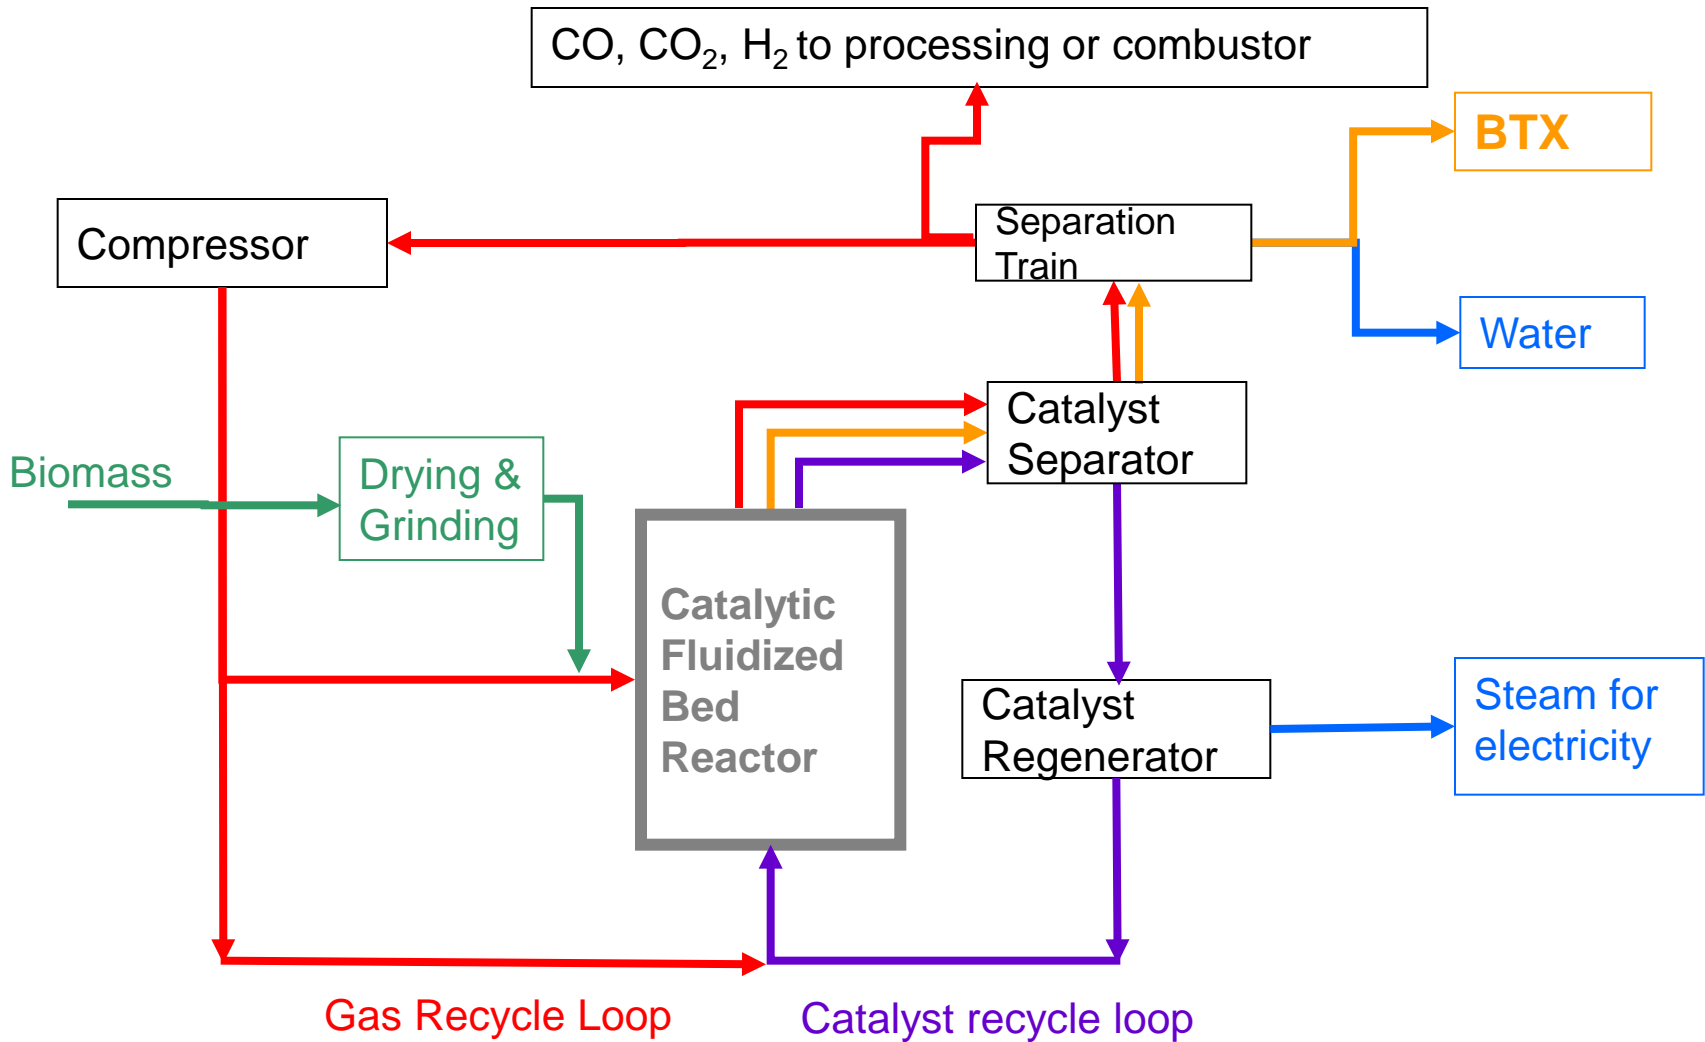 CO, CO₂, H₂ to processing or combustor
BTX
Compressor
Separation
Train
Water
Catalyst
Separator
Biomass
Drying &
Grinding
Catalytic
Fluidized
Bed
Reactor
Catalyst
Regenerator
Steam for
electricity
Gas Recycle Loop
Catalyst recycle loop